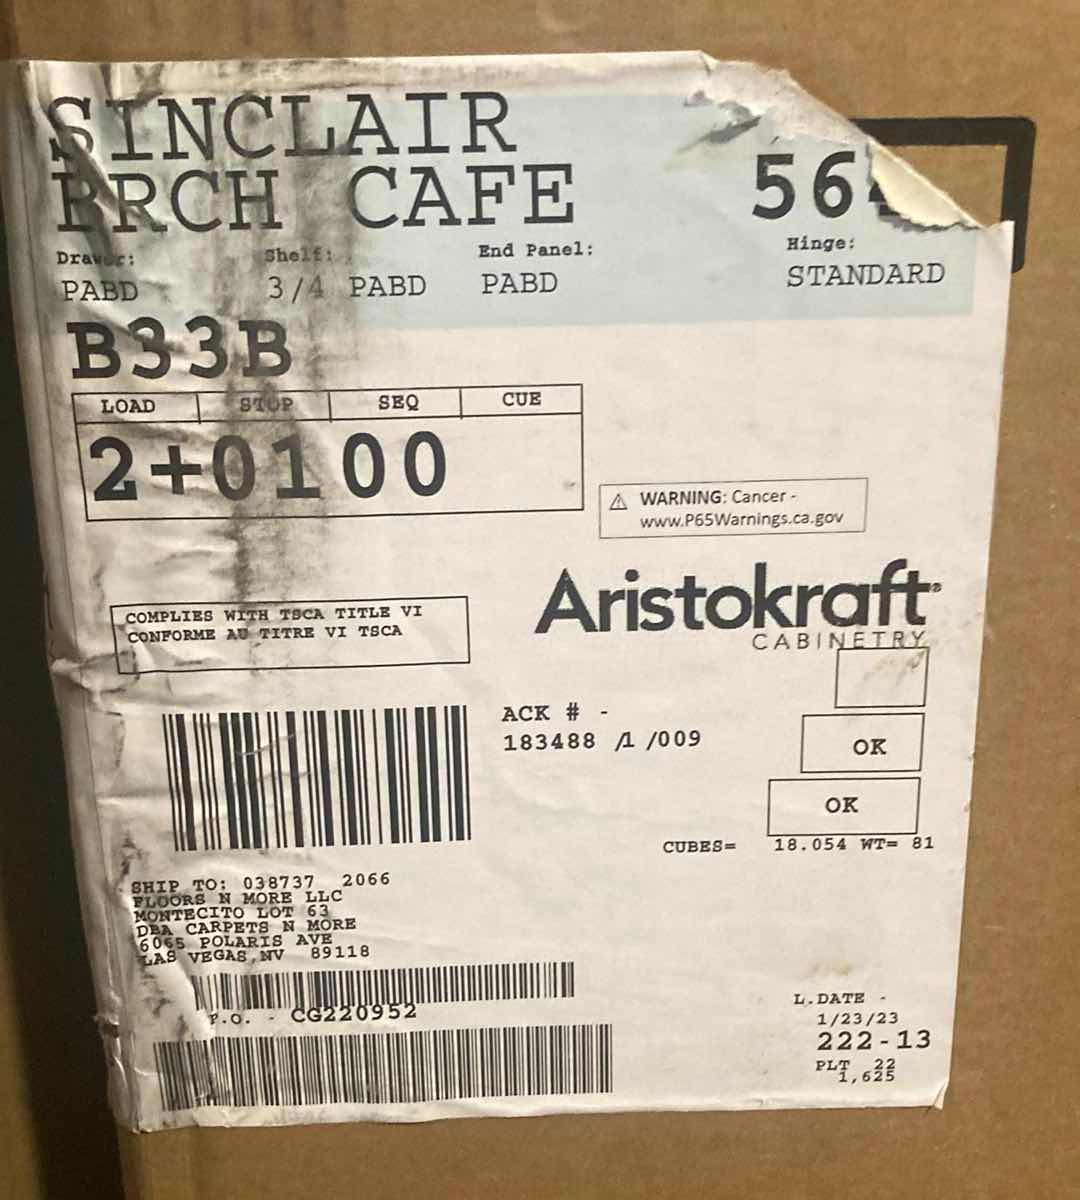 SINCLAIR
BRCH CAFE 56
Drawer: Shelf: End Panel: Hinge:
PABD 3/4 PABD PABD STANDARD
B33B
LOAD STOP SEQ CUE
2+0100
⚠ WARNING: Cancer -
www.P65Warnings.ca.gov
COMPLIES WITH TSCA TITLE VI
CONFORME AU TITRE VI TSCA
Aristokraft®
CABINETRY
ACK # -
183488 /1 /009
OK
OK
CUBES= 18.054 WT= 81
SHIP TO: 038737 2066
FLOORS N MORE LLC
MONTECITO LOT 63
DBA CARPETS N MORE
6065 POLARIS AVE
LAS VEGAS,NV 89118
P.O. - CG220952
L.DATE -
1/23/23
222-13
PLT 22
1,625